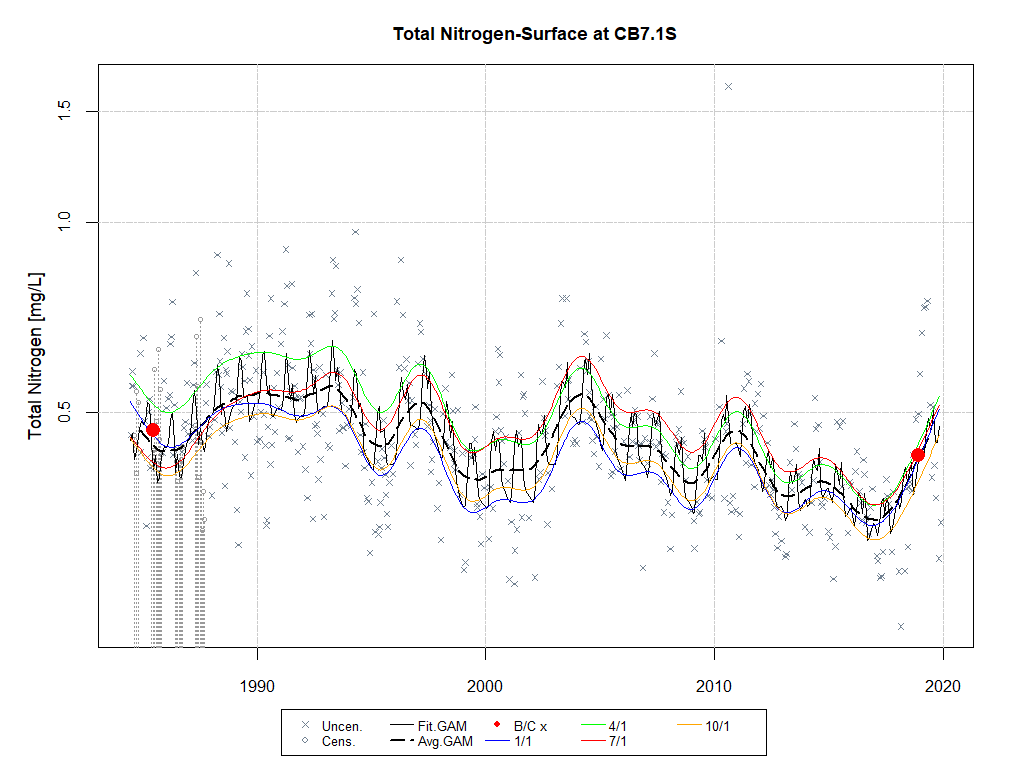 Total Nitrogen-Surface at CB7.1S
Total Nitrogen [mg/L]
1.5
1.0
0.5
1990 2000 2010 2020
Uncen. Fit.GAM B/C x 4/1 10/1
Cens. Avg.GAM 1/1 7/1